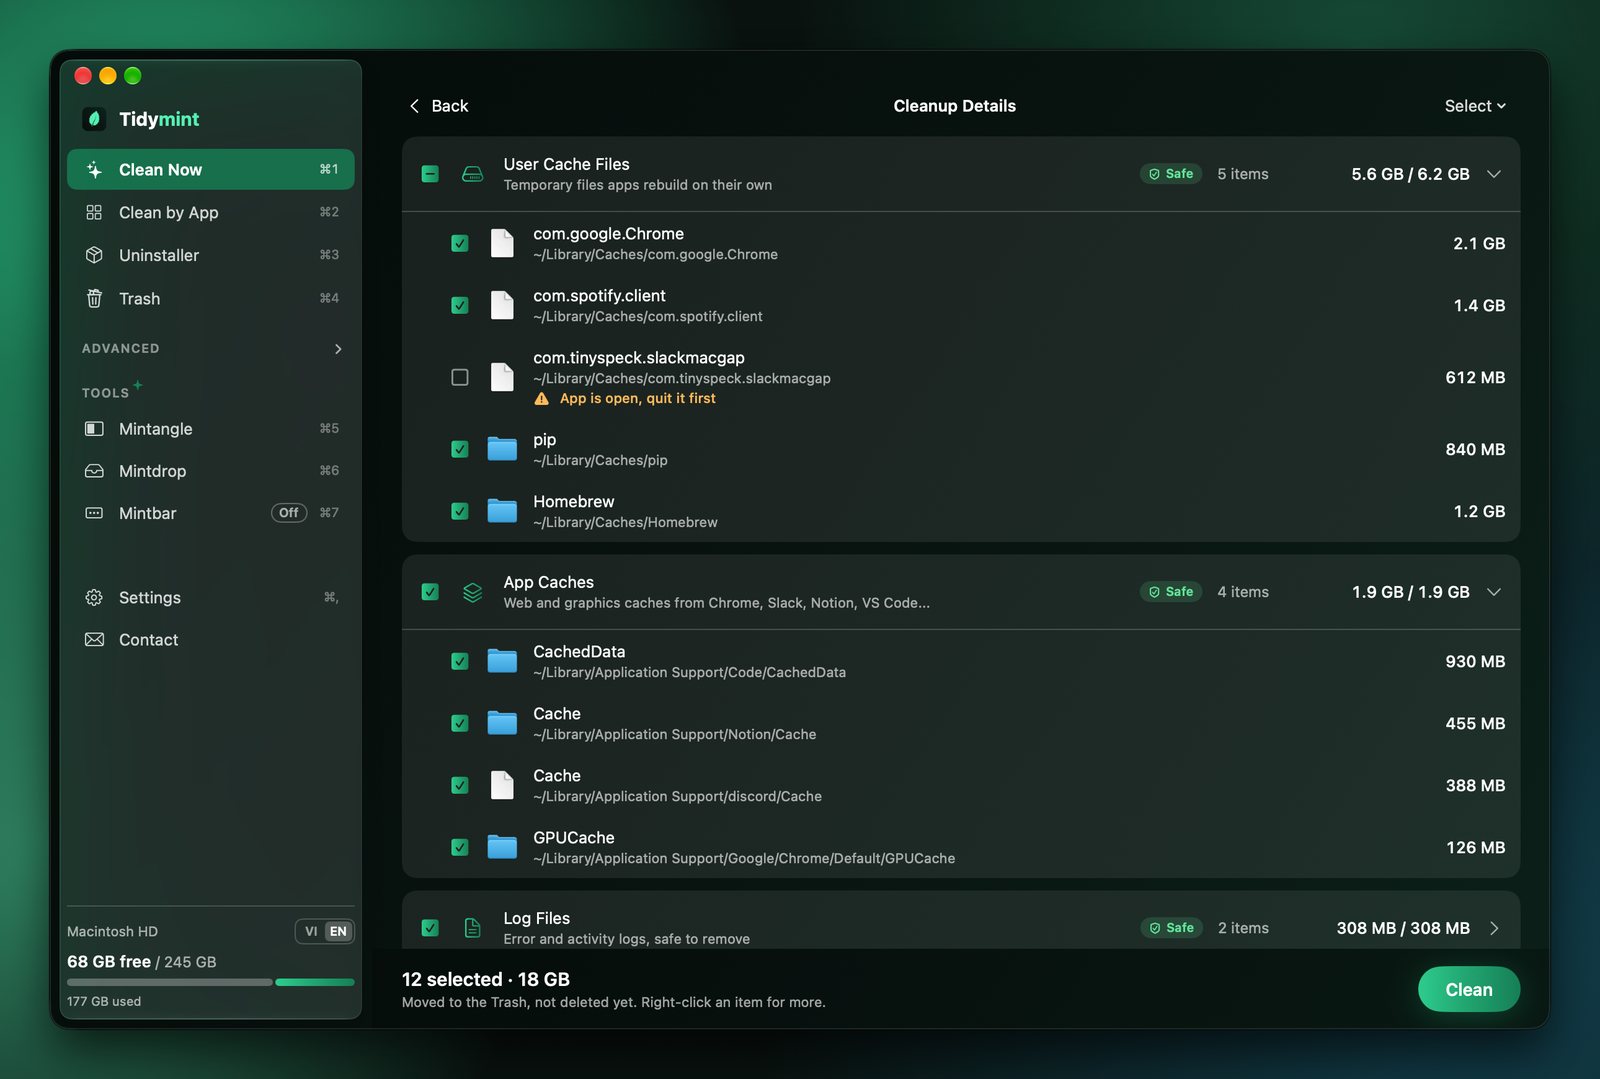 Tidymint
Clean Now ⌘1
Clean by App ⌘2
Uninstaller ⌘3
Trash ⌘4
ADVANCED
TOOLS
Mintangle ⌘5
Mintdrop ⌘6
Mintbar Off ⌘7
Settings ⌘,
Contact
Macintosh HD VI EN
68 GB free / 245 GB
177 GB used
Back Cleanup Details Select
User Cache Files
Temporary files apps rebuild on their own
Safe 5 items 5.6 GB / 6.2 GB
com.google.Chrome
~/Library/Caches/com.google.Chrome
2.1 GB
com.spotify.client
~/Library/Caches/com.spotify.client
1.4 GB
com.tinyspeck.slackmacgap
~/Library/Caches/com.tinyspeck.slackmacgap
App is open, quit it first
612 MB
pip
~/Library/Caches/pip
840 MB
Homebrew
~/Library/Caches/Homebrew
1.2 GB
App Caches
Web and graphics caches from Chrome, Slack, Notion, VS Code...
Safe 4 items 1.9 GB / 1.9 GB
CachedData
~/Library/Application Support/Code/CachedData
930 MB
Cache
~/Library/Application Support/Notion/Cache
455 MB
Cache
~/Library/Application Support/discord/Cache
388 MB
GPUCache
~/Library/Application Support/Google/Chrome/Default/GPUCache
126 MB
Log Files
Error and activity logs, safe to remove
Safe 2 items 308 MB / 308 MB
12 selected · 18 GB
Moved to the Trash, not deleted yet. Right-click an item for more.
Clean